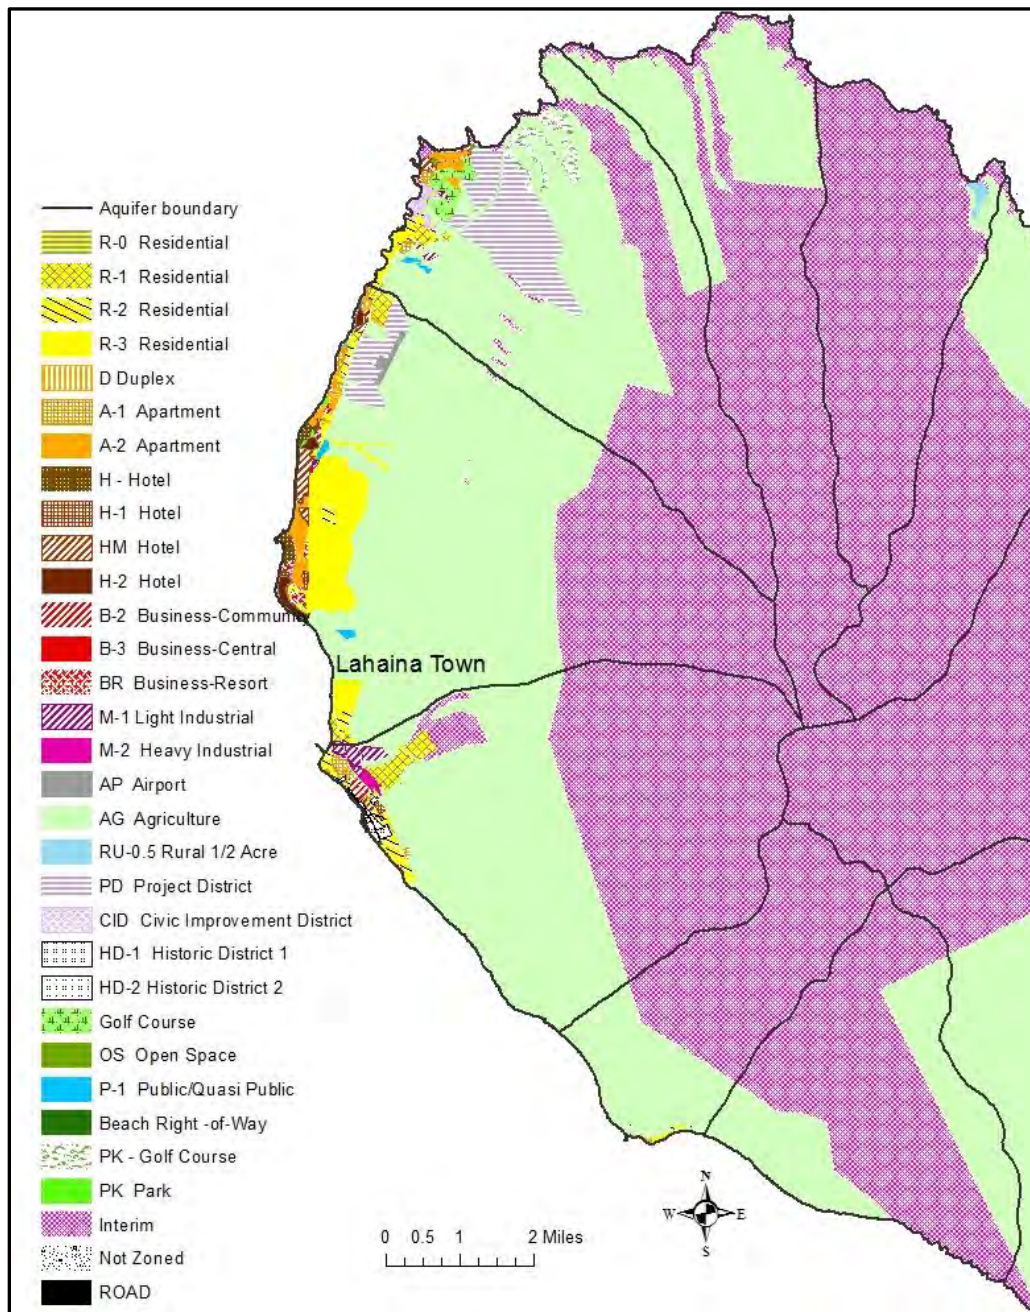 Aquifer boundary
R-0 Residential
R-1 Residential
R-2 Residential
R-3 Residential
D Duplex
A-1 Apartment
A-2 Apartment
H - Hotel
H-1 Hotel
HM Hotel
H-2 Hotel
B-2 Business-Community
B-3 Business-Central
BR Business-Resort
M-1 Light Industrial
M-2 Heavy Industrial
AP Airport
AG Agriculture
RU-0.5 Rural 1/2 Acre
PD Project District
CID Civic Improvement District
HD-1 Historic District 1
HD-2 Historic District 2
Golf Course
OS Open Space
P-1 Public/Quasi Public
Beach Right -of-Way
PK - Golf Course
PK Park
Interim
Not Zoned
ROAD
Lahaina Town
0 0.5 1 2 Miles
N
W E
S